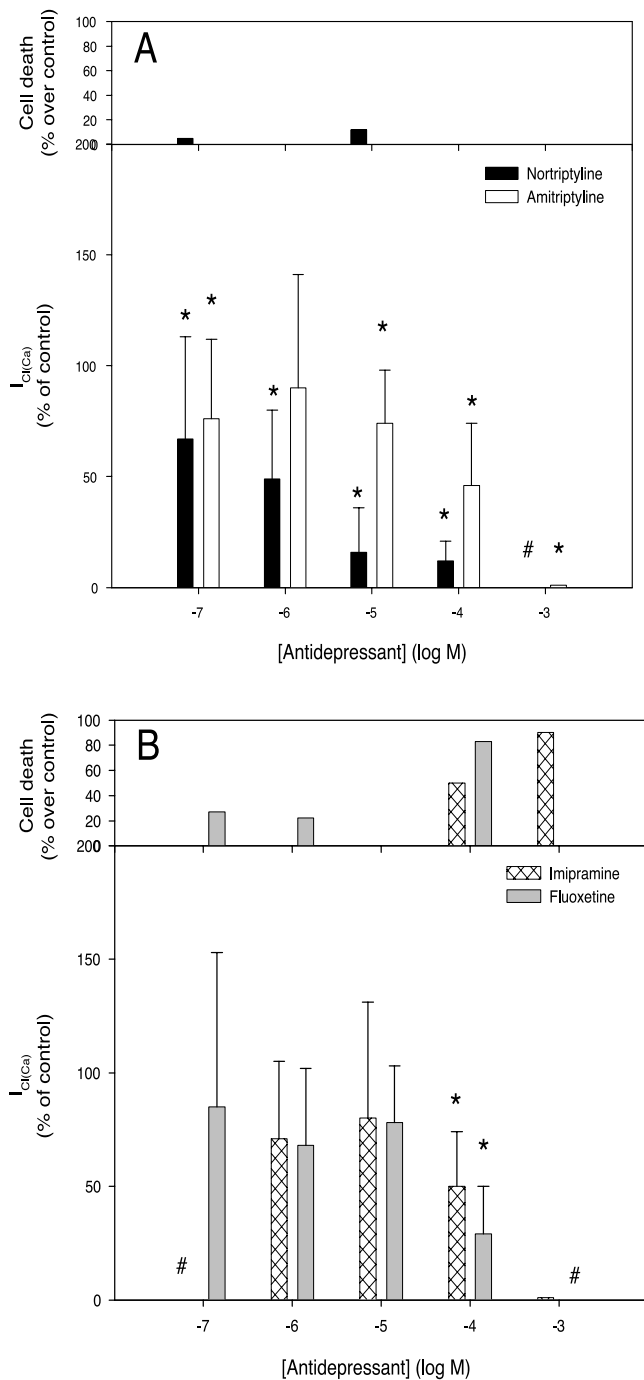 A
Cell death
(% over control)
100
80
60
40
20
0
200
150
100
50
0
I Cl(Ca)
(% of control)
Nortriptyline
Amitriptyline
* * * * * * * # *
-7 -6 -5 -4 -3
[Antidepressant] (log M)
B
Cell death
(% over control)
100
80
60
40
20
0
200
150
100
50
0
I Cl(Ca)
(% of control)
Imipramine
Fluoxetine
# * * #
-7 -6 -5 -4 -3
[Antidepressant] (log M)